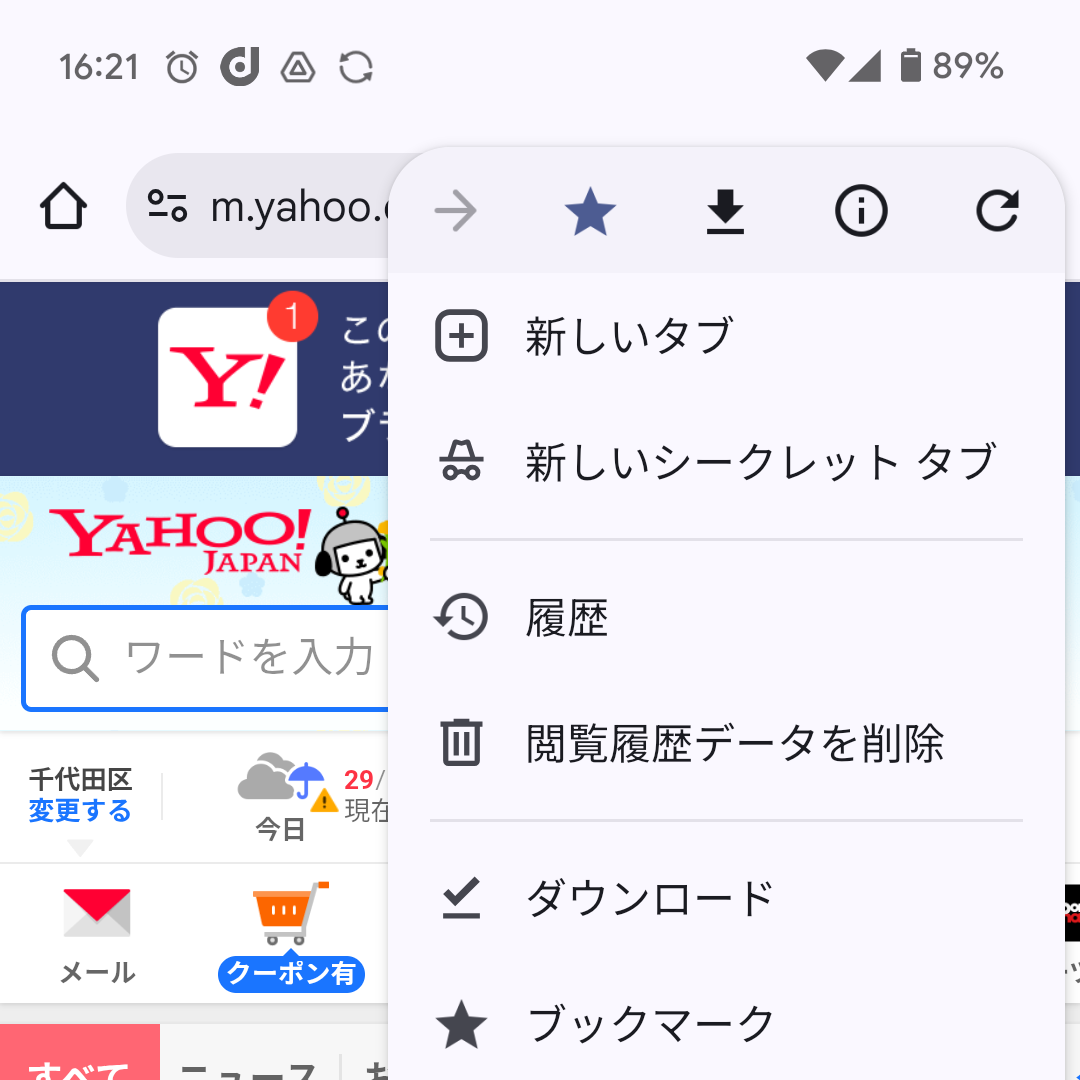 16:21 89%
m.yahoo.
1
この
あな
ブラ
Y!
YAHOO!
JAPAN
ワードを入力
千代田区
変更する
今日
29/
現在
メール
クーポン有
すべて
ニュース
新しいタブ
新しいシークレット タブ
履歴
閲覧履歴データを削除
ダウンロード
ブックマーク